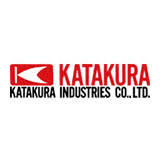 KATAKURA
KATAKURA INDUSTRIES CO., LTD.